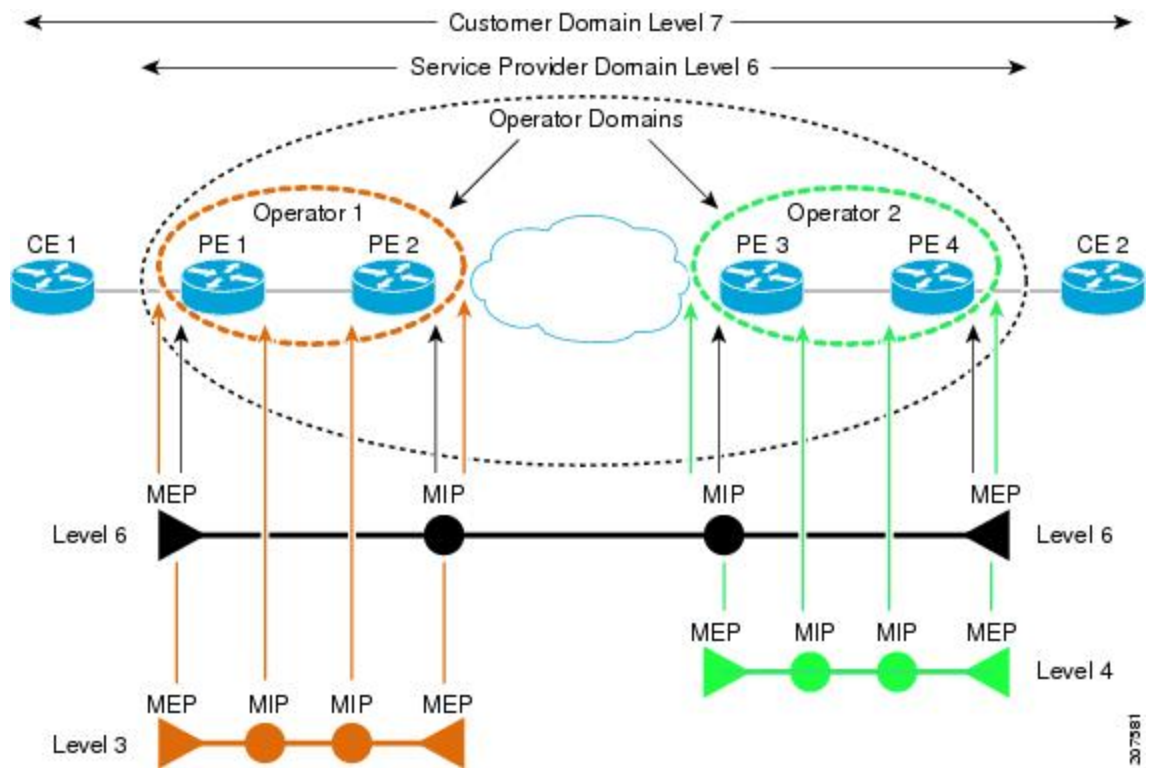 Customer Domain Level 7
Service Provider Domain Level 6
Operator Domains
Operator 1
Operator 2
CE 1
PE 1
PE 2
PE 3
PE 4
CE 2
MEP
MIP
MIP
MEP
Level 6
Level 6
MEP
MIP
MIP
MEP
Level 4
MEP
MIP
MIP
MEP
Level 3
207581